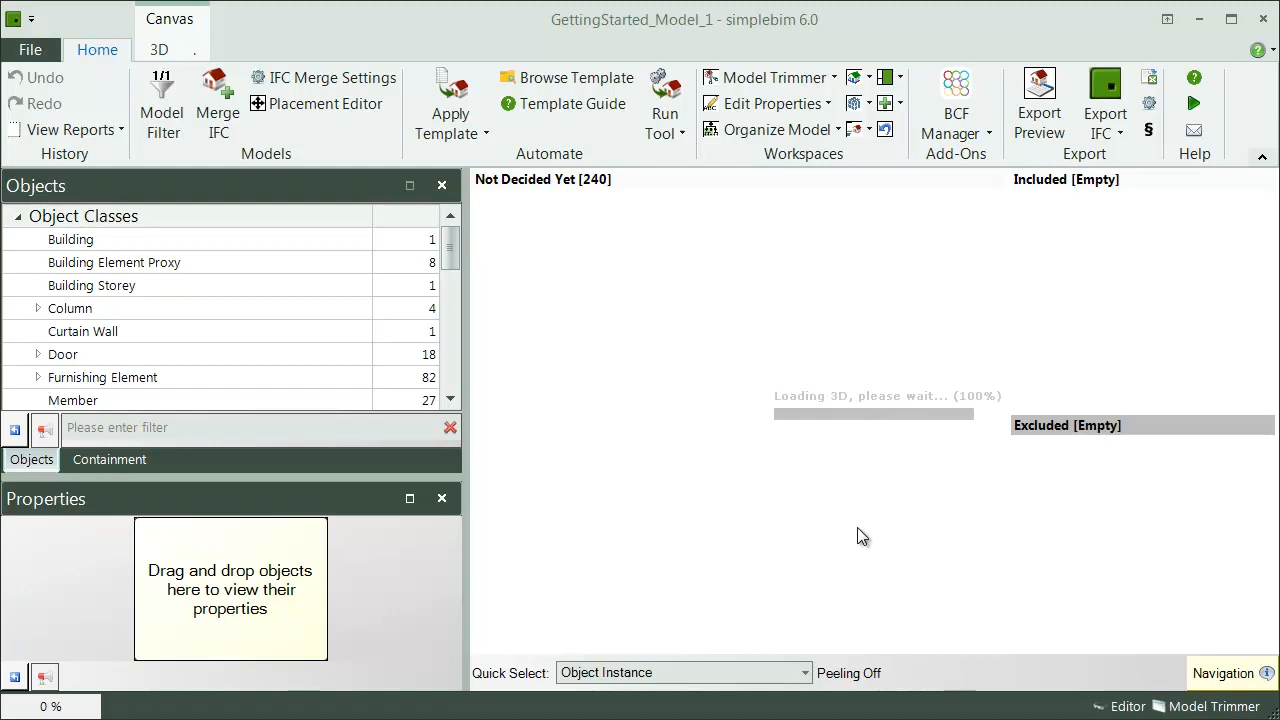 Canvas
GettingStarted_Model_1 - simplebim 6.0
File
Home
3D
.
Undo
Redo
View Reports
History
1/1
Model
Filter
Merge
IFC
IFC Merge Settings
Placement Editor
Models
Apply
Template
Browse Template
Template Guide
Run
Tool
Automate
Model Trimmer
Edit Properties
Organize Model
Workspaces
BCF
Manager
Add-Ons
Export
Preview
Export
IFC
§
Export
Help
Objects
Object Classes
Building 1
Building Element Proxy 8
Building Storey 1
Column 4
Curtain Wall 1
Door 18
Furnishing Element 82
Member 27
Please enter filter
Objects
Containment
Properties
Drag and drop objects
here to view their
properties
0 %
Not Decided Yet [240]
Included [Empty]
Loading 3D, please wait... (100%)
Excluded [Empty]
Quick Select:
Object Instance
Peeling Off
Navigation
Editor
Model Trimmer